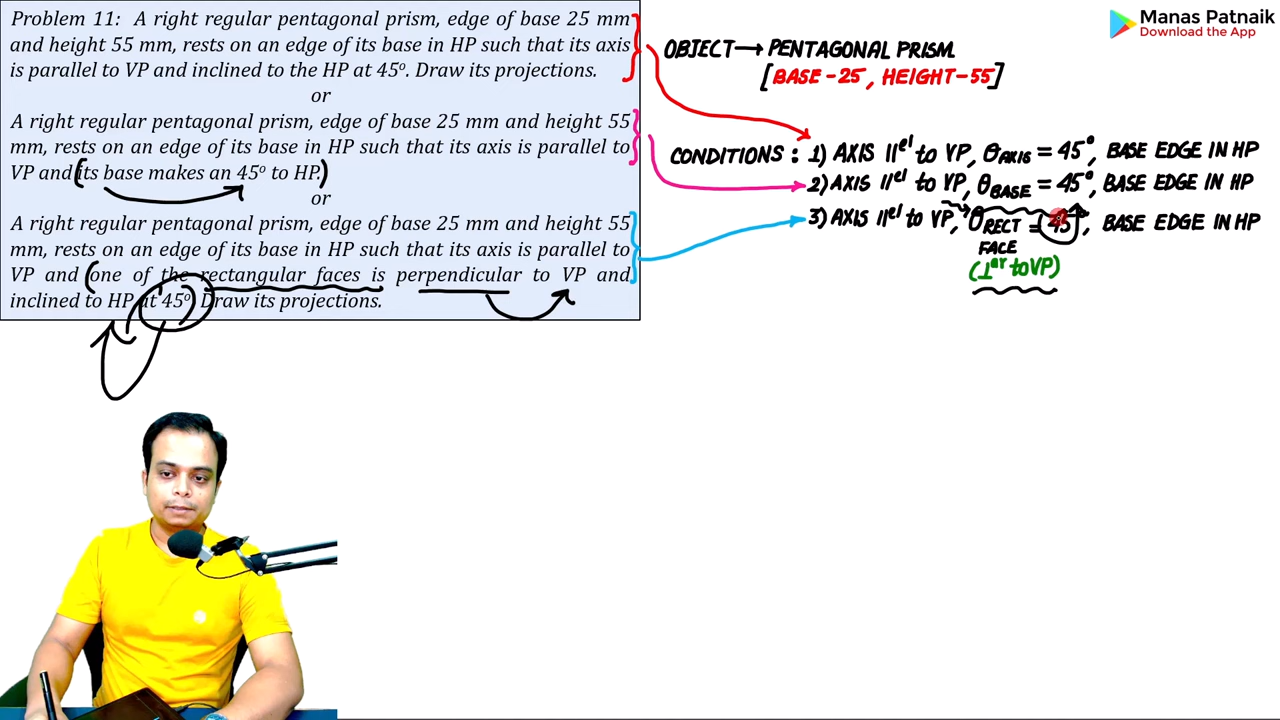 Problem 11: A right regular pentagonal prism, edge of base 25 mm
and height 55 mm, rests on an edge of its base in HP such that its axis
is parallel to VP and inclined to the HP at 45°. Draw its projections.
or
A right regular pentagonal prism, edge of base 25 mm and height 55
mm, rests on an edge of its base in HP such that its axis is parallel to
VP and its base makes an 45° to HP.
or
A right regular pentagonal prism, edge of base 25 mm and height 55
mm, rests on an edge of its base in HP such that its axis is parallel to
VP and one of the rectangular faces is perpendicular to VP and
inclined to HP at 45° Draw its projections.
Manas Patnaik
Download the App
OBJECT → PENTAGONAL PRISM
[BASE-25, HEIGHT-55]
CONDITIONS : 1) AXIS ||el to VP, θAXIS = 45°, BASE EDGE IN HP
2) AXIS ||el to VP, θBASE = 45°, BASE EDGE IN HP
3) AXIS ||el to VP, θRECT = 45°, BASE EDGE IN HP
FACE
(⊥ar to VP)